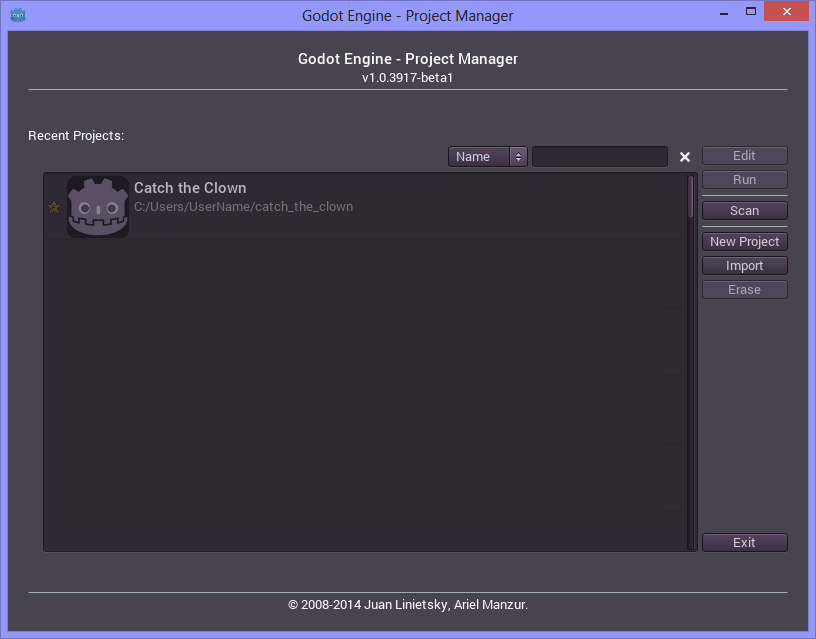 Godot Engine - Project Manager
Godot Engine - Project Manager
v1.0.3917-beta1
Recent Projects:
Name
Edit
Run
Scan
New Project
Import
Erase
Catch the Clown
C:/Users/UserName/catch_the_clown
Exit
© 2008-2014 Juan Linietsky, Ariel Manzur.